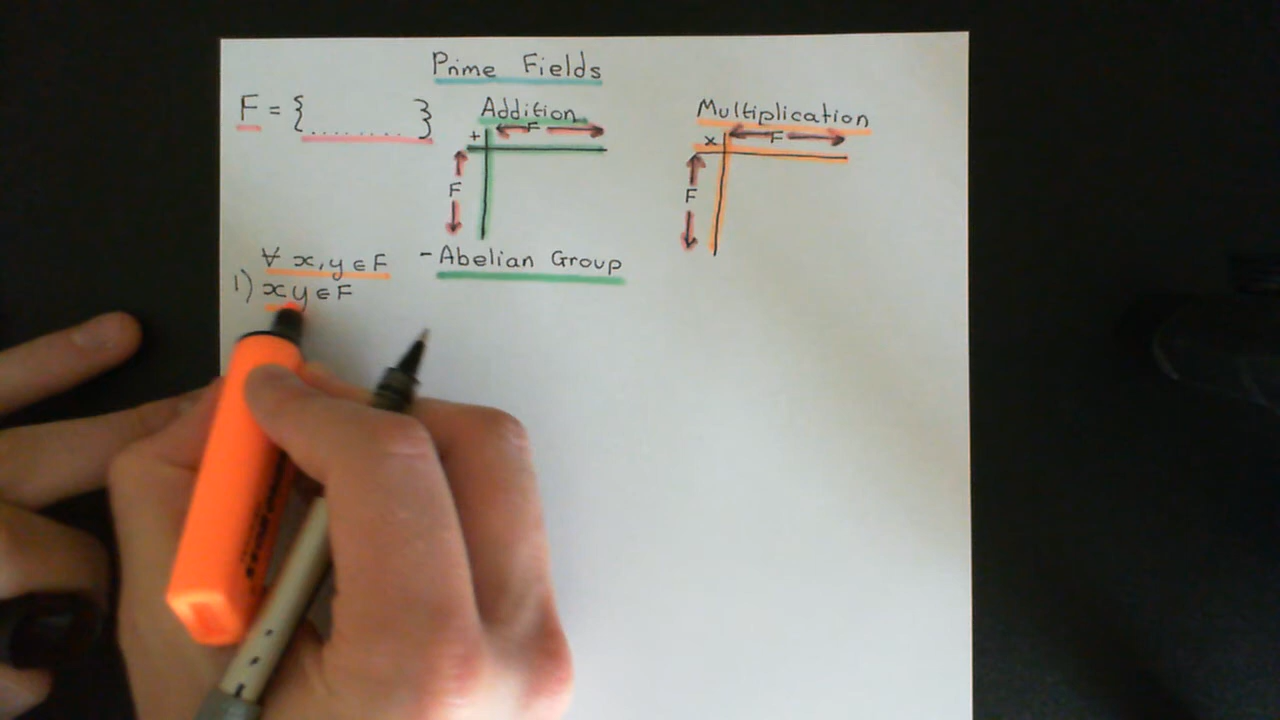 Prime Fields
F = {.........}
Addition
+ F
F
Multiplication
x F
F
∀ x,y ∈ F
1) xy ∈ F
- Abelian Group